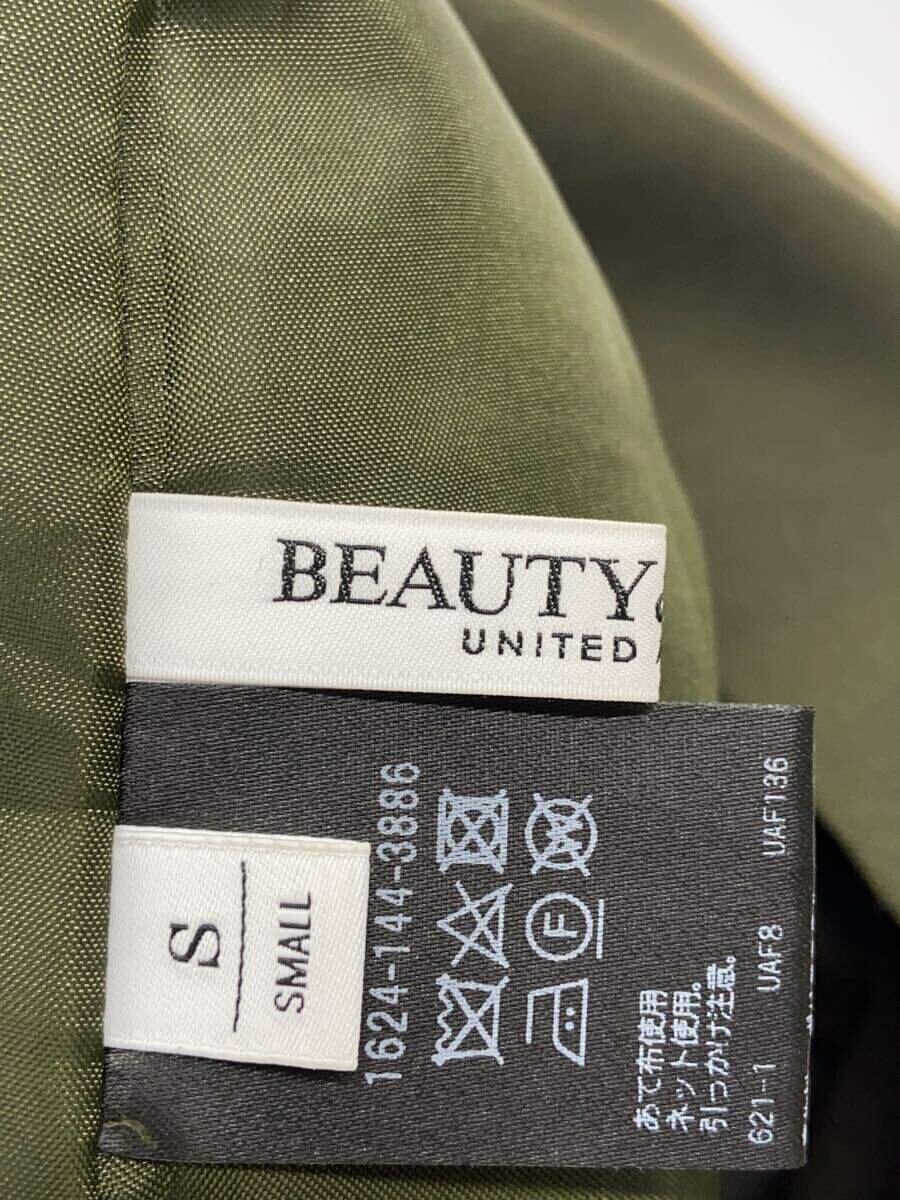 BEAUTY
UNITED
S
SMALL
1624-144-3886
F
あて布使用
ネット使用。
引つかけ注意。
621-1 UAF8 UAF136